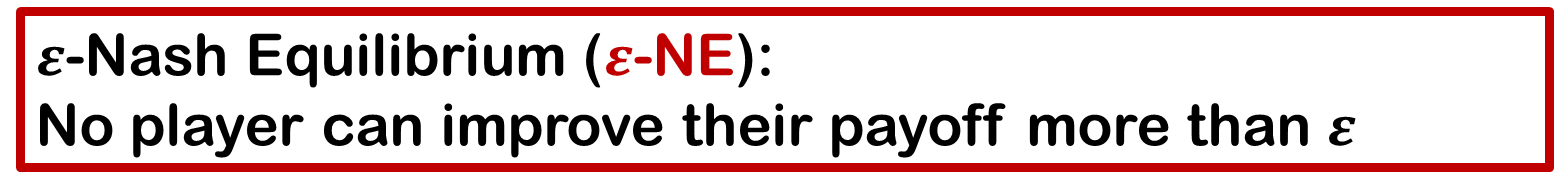 ε-Nash Equilibrium (ε-NE):
No player can improve their payoff more than ε